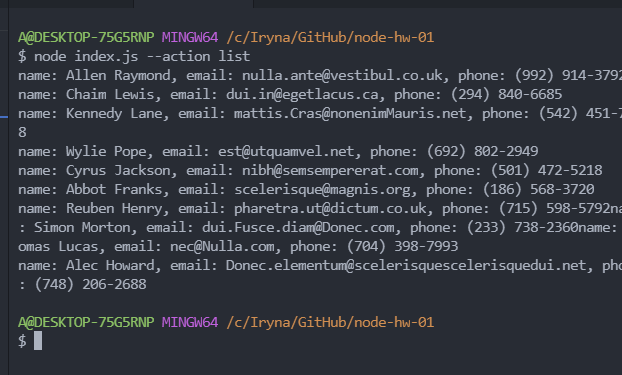 A@DESKTOP-75G5RNP MINGW64 /c/Iryna/GitHub/node-hw-01
$ node index.js --action list
name: Allen Raymond, email: nulla.ante@vestibul.co.uk, phone: (992) 914-3792
name: Chaim Lewis, email: dui.in@egetlacus.ca, phone: (294) 840-6685
name: Kennedy Lane, email: mattis.Cras@nonenimMauris.net, phone: (542) 451-7
8
name: Wylie Pope, email: est@utquamvel.net, phone: (692) 802-2949
name: Cyrus Jackson, email: nibh@semsempererat.com, phone: (501) 472-5218
name: Abbot Franks, email: scelerisque@magnis.org, phone: (186) 568-3720
name: Reuben Henry, email: pharetra.ut@dictum.co.uk, phone: (715) 598-5792na
: Simon Morton, email: dui.Fusce.diam@Donec.com, phone: (233) 738-2360name:
omas Lucas, email: nec@Nulla.com, phone: (704) 398-7993
name: Alec Howard, email: Donec.elementum@scelerisquescelerisquedui.net, pho
: (748) 206-2688
A@DESKTOP-75G5RNP MINGW64 /c/Iryna/GitHub/node-hw-01
$